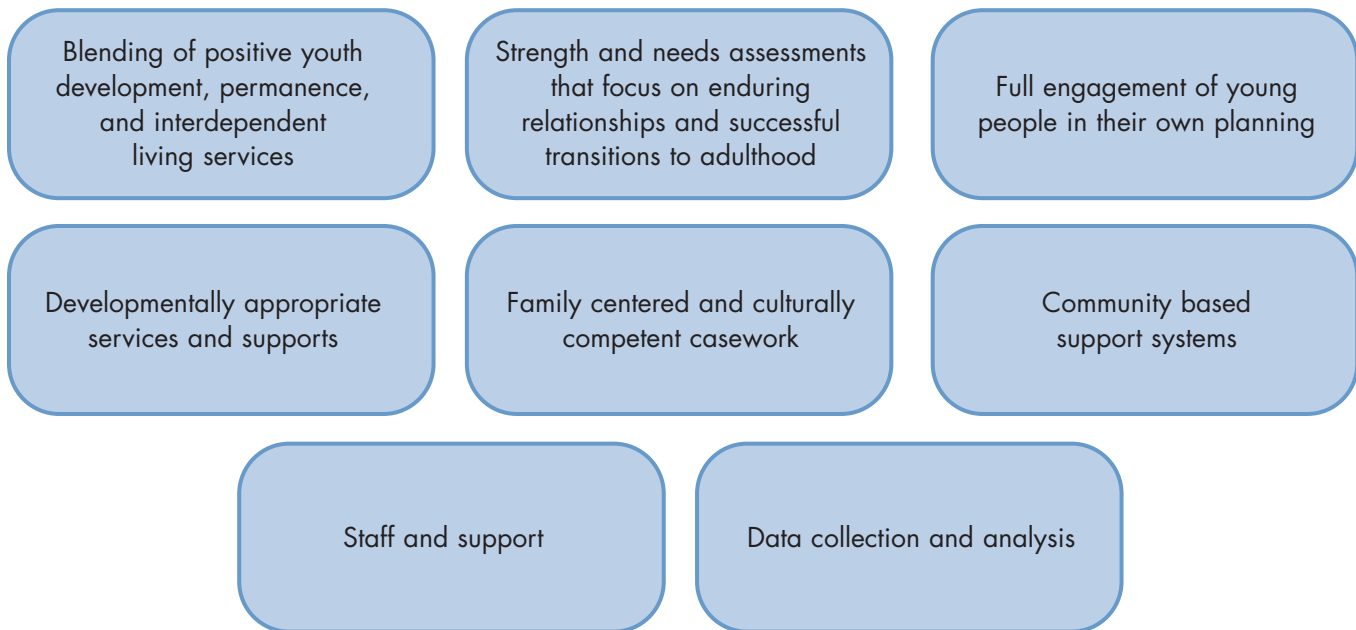 Blending of positive youth
development, permanence,
and interdependent
living services
Strength and needs assessments
that focus on enduring
relationships and successful
transitions to adulthood
Full engagement of young
people in their own planning
Developmentally appropriate
services and supports
Family centered and culturally
competent casework
Community based
support systems
Staff and support
Data collection and analysis